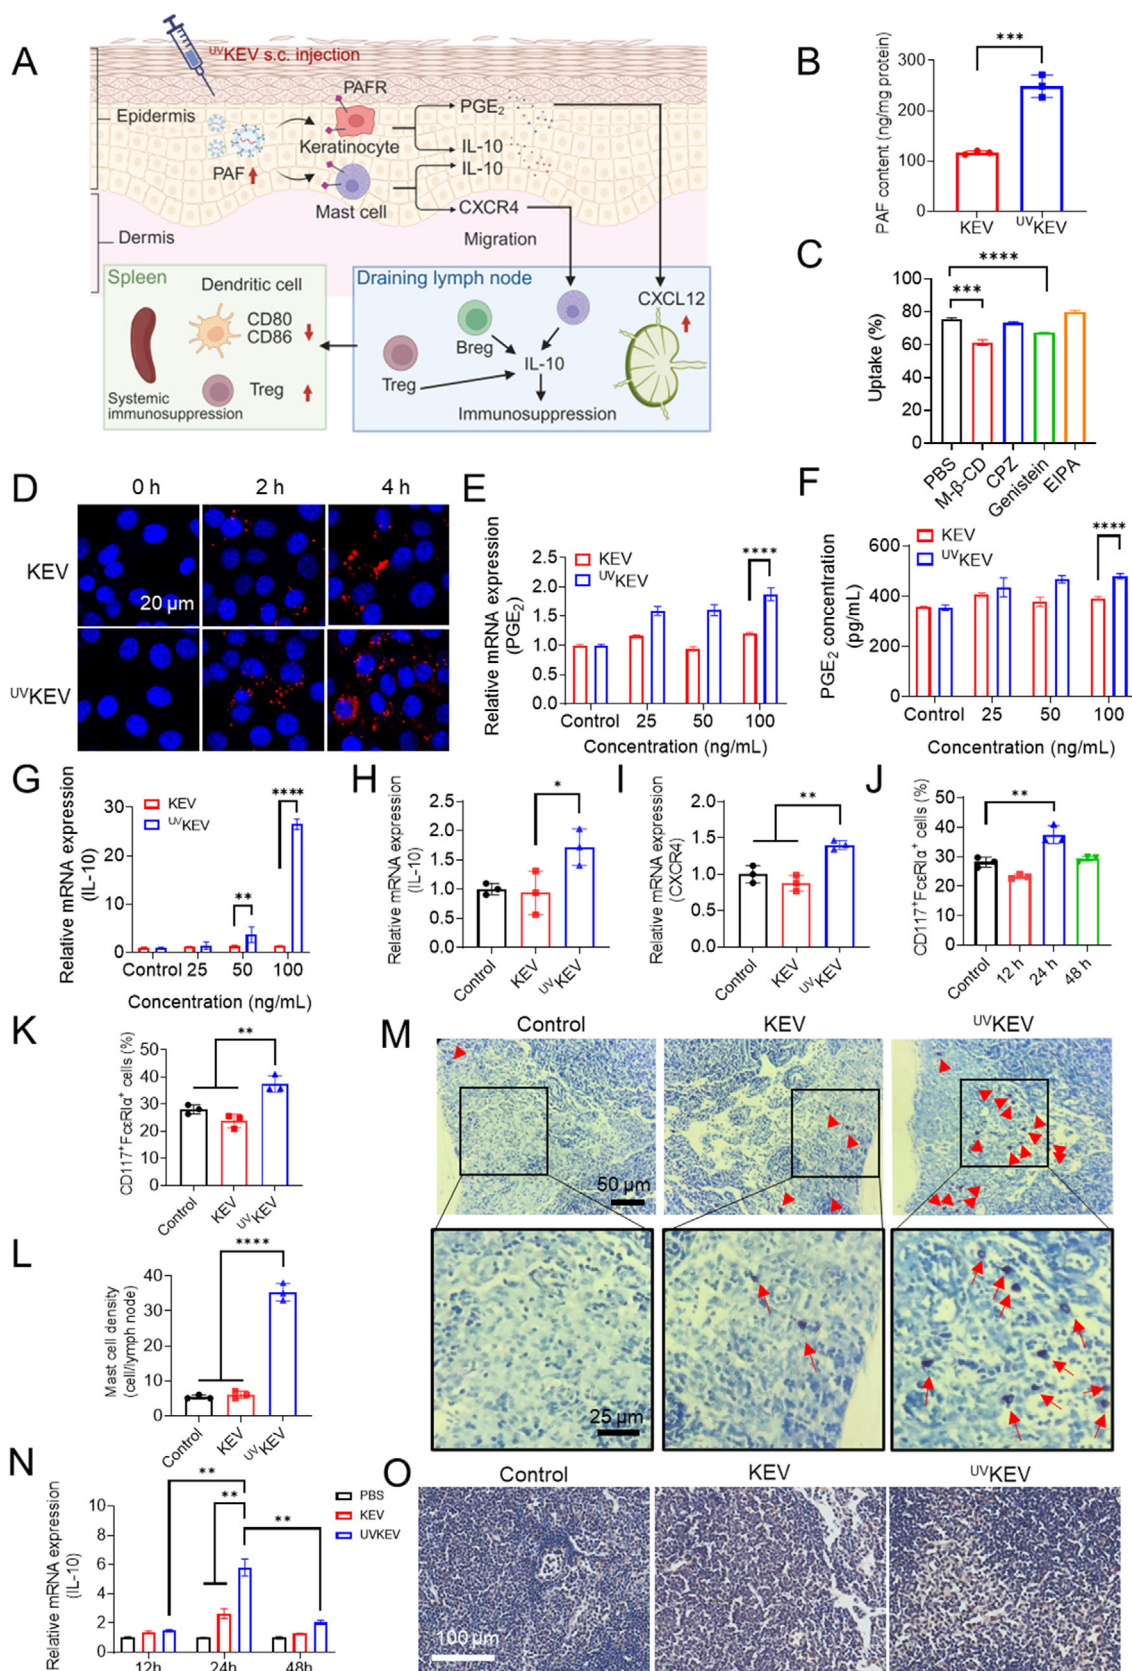 A
ᵁⱽKEV s.c. injection
Epidermis
PAFR
Keratinocyte
PAF
Mast cell
PGE₂
IL-10
IL-10
CXCR4
Dermis
Migration
Spleen
Dendritic cell
CD80
CD86
Treg
Systemic
immunosuppression
Draining lymph node
Breg
Treg
IL-10
Immunosuppression
CXCL12
B
PAF content (ng/mg protein)
300
200
100
0
***
KEV
ᵁⱽKEV
C
Uptake (%)
100
80
60
40
20
0
****
***
PBS
M-β-CD
CPZ
Genistein
EIPA
D
0 h
2 h
4 h
KEV
20 μm
ᵁⱽKEV
E
Relative mRNA expression
(PGE₂)
2.5
2.0
1.5
1.0
0.5
0.0
KEV
ᵁⱽKEV
****
Control
25
50
100
Concentration (ng/mL)
F
PGE₂ concentration
(pg/mL)
600
400
200
0
KEV
ᵁⱽKEV
****
Control
25
50
100
Concentration (ng/mL)
G
Relative mRNA expression
(IL-10)
30
20
10
0
KEV
ᵁⱽKEV
**
****
Control
25
50
100
Concentration (ng/mL)
H
Relative mRNA expression
(IL-10)
2.5
2.0
1.5
1.0
0.5
0.0
*
Control
KEV
ᵁⱽKEV
I
Relative mRNA expression
(CXCR4)
2.0
1.5
1.0
0.5
0.0
**
Control
KEV
ᵁⱽKEV
J
CD117⁺FcεRIα⁺ cells (%)
50
40
30
20
10
0
**
Control
12 h
24 h
48 h
K
CD117⁺FcεRIα⁺ cells (%)
50
40
30
20
10
0
**
Control
KEV
ᵁⱽKEV
L
Mast cell density
(cell/lymph node)
40
30
10
0
****
Control
KEV
ᵁⱽKEV
M
Control
KEV
ᵁⱽKEV
50 μm
25 μm
N
Relative mRNA expression
(IL-10)
10
8
6
4
2
0
**
**
**
PBS
KEV
UVKEV
12h
24h
48h
O
Control
KEV
ᵁⱽKEV
100 μm